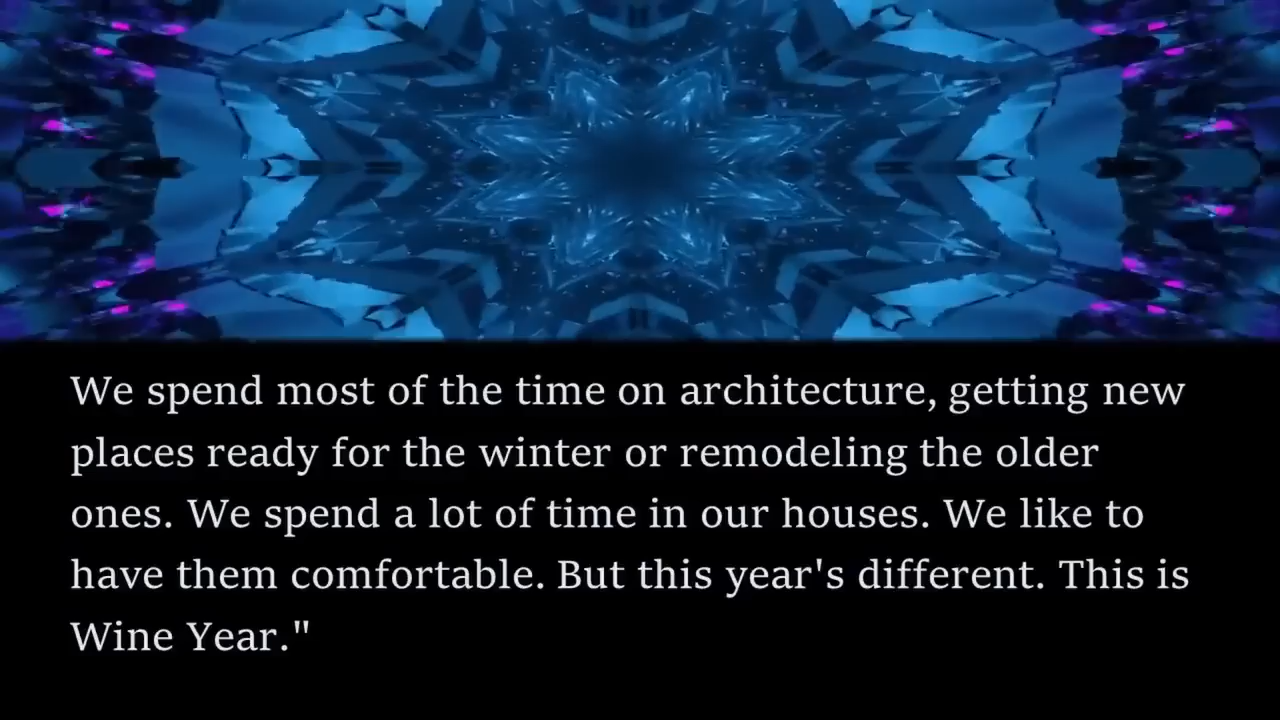 We spend most of the time on architecture, getting new
places ready for the winter or remodeling the older
ones. We spend a lot of time in our houses. We like to
have them comfortable. But this year's different. This is
Wine Year."